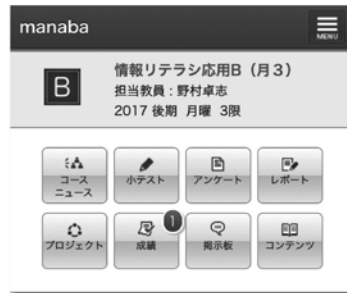 manaba
MENU
B
情報リテラシ応用B（月3）
担当教員：野村卓志
2017 後期 月曜 3限
コース
ニュース
小テスト
アンケート
レポート
プロジェクト
1
成績
掲示板
コンテンツ